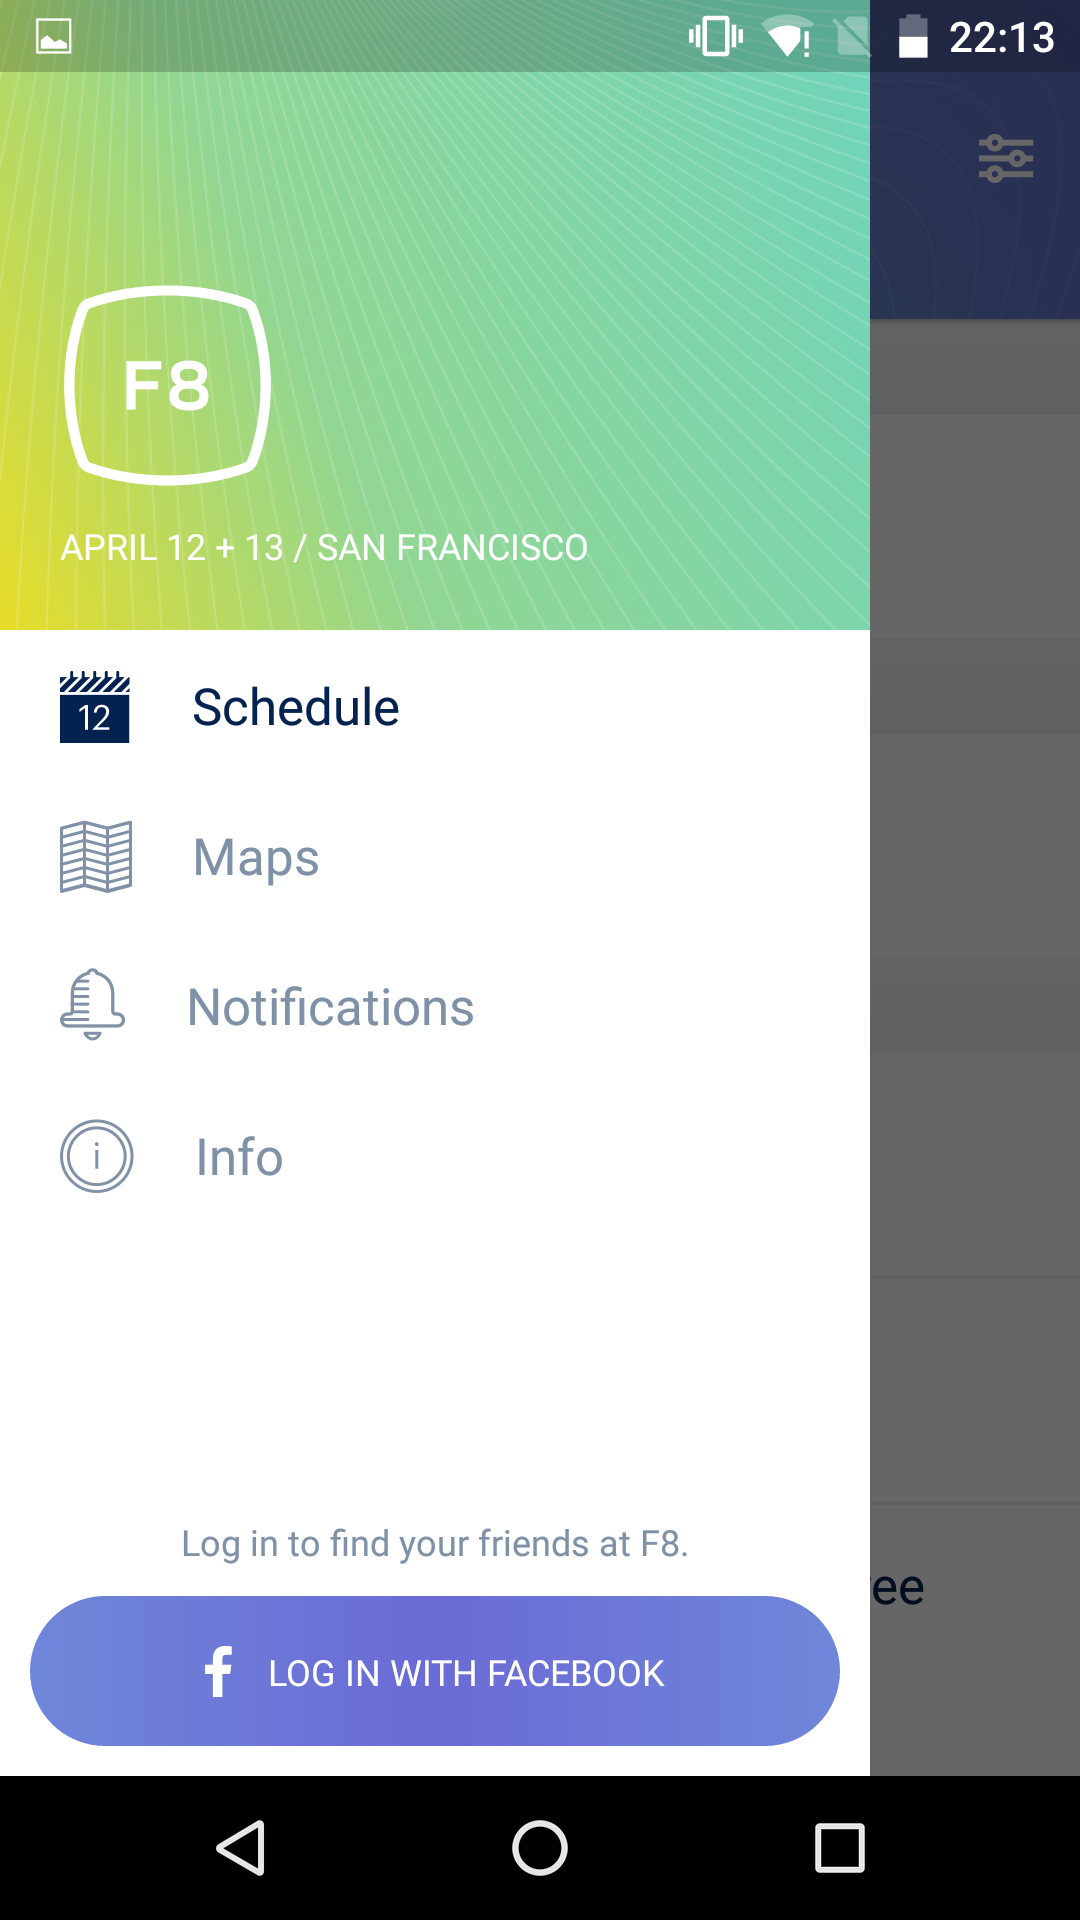 22:13
F8
APRIL 12 + 13 / SAN FRANCISCO
12 Schedule
Maps
Notifications
i Info
Log in to find your friends at F8.
ee
f LOG IN WITH FACEBOOK